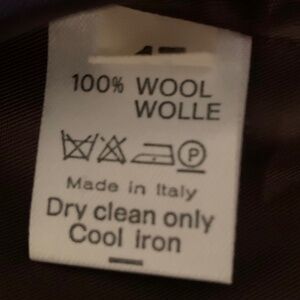 100% WOOL
WOLLE
P
Made in Italy
Dry clean only
Cool iron